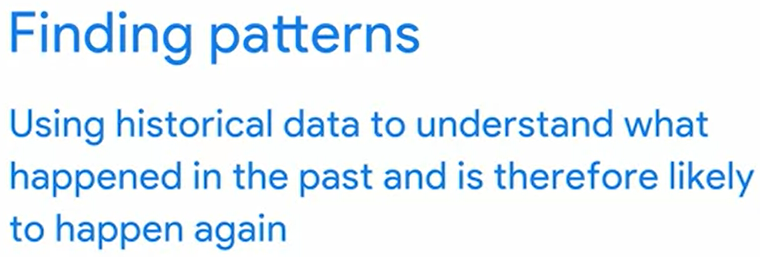 Finding patterns
Using historical data to understand what
happened in the past and is therefore likely
to happen again